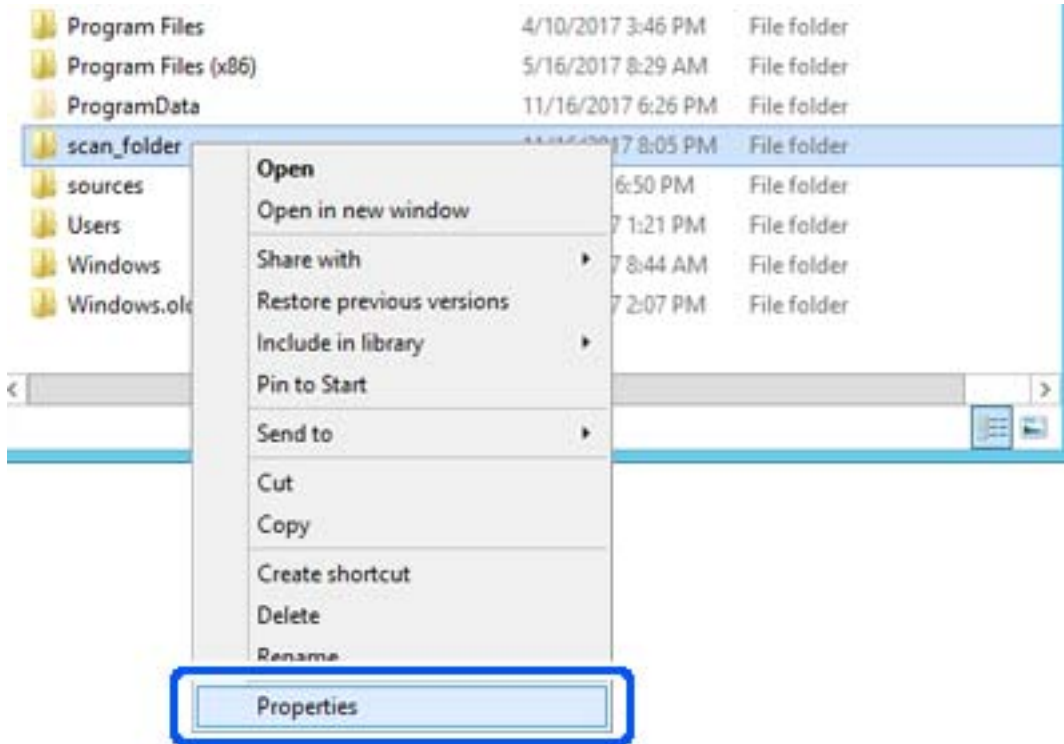 Program Files 4/10/2017 3:46 PM File folder
Program Files (x86) 5/16/2017 8:29 AM File folder
ProgramData 11/16/2017 6:26 PM File folder
scan_folder 17 8:05 PM File folder
sources 6:50 PM File folder
Users 7 1:21 PM File folder
Windows 7 8:44 AM File folder
Windows.old 7 2:07 PM File folder
Open
Open in new window
Share with
Restore previous versions
Include in library
Pin to Start
Send to
Cut
Copy
Create shortcut
Delete
Rename
Properties